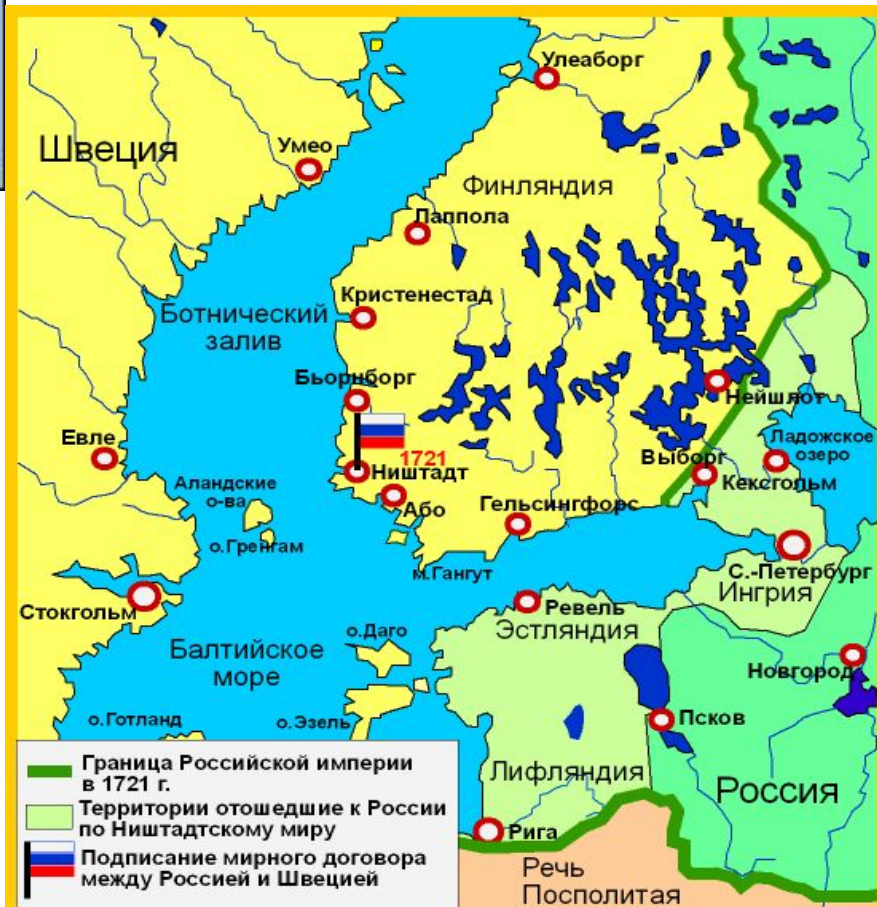 Улеаборг
Швеция
Умео
Финляндия
Лаппола
Кристенестад
Ботнический
залив
Бьорнборг
Нейшлот
1721
Евле
Ладожское
озеро
Выборг
Ништадт
Кексгольм
Аландские
о-ва
Або
Гельсингфорс
о.Гренгам
м.Гангут
С.-Петербург
Ингрия
Стокгольм
Ревель
Эстляндия
о.Даго
Балтийское
море
Новгород
о.Готланд
о.Эзель
Псков
Лифляндия
Россия
Рига
Речь
Посполитая
Граница Российской империи
в 1721 г.
Территории отошедшие к России
по Ништадтскому миру
Подписание мирного договора
между Россией и Швецией